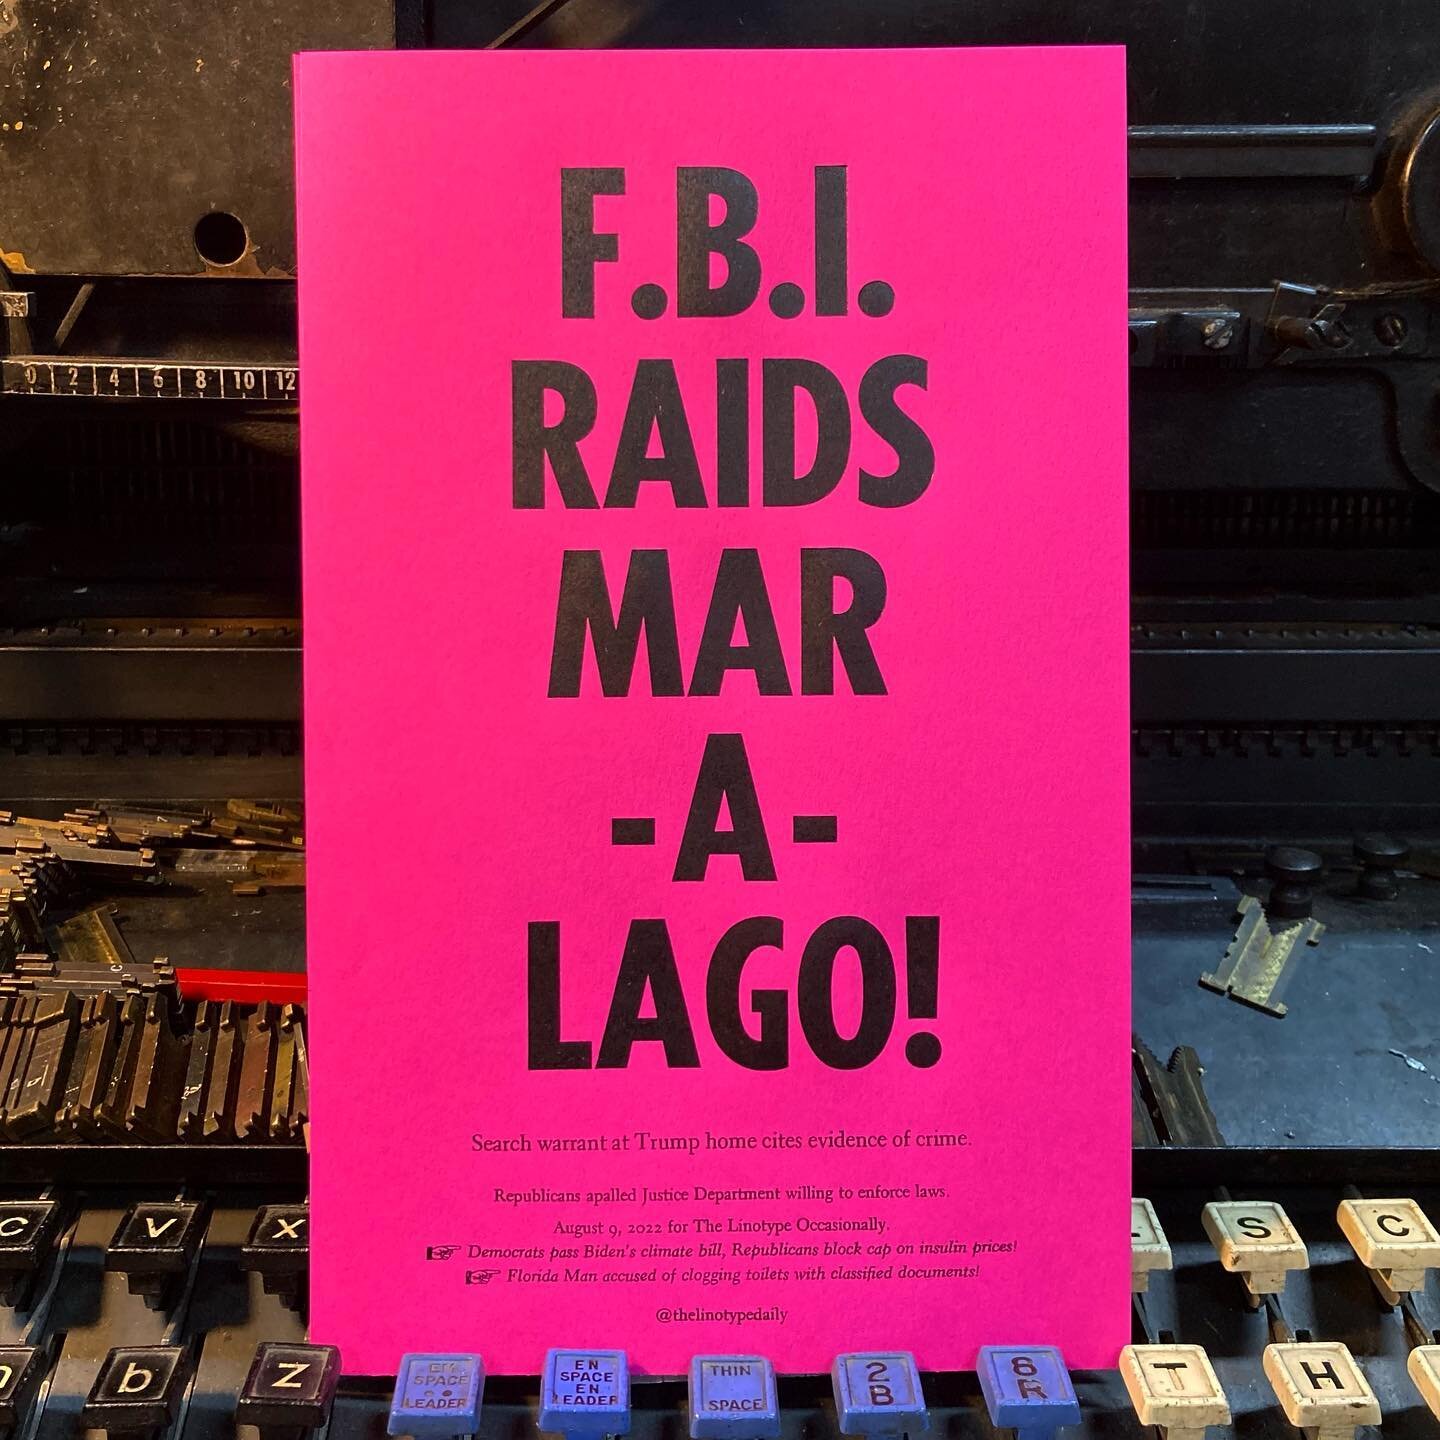 F.B.I.
RAIDS
MAR
-A-
LAGO!
Search warrant at Trump home cites evidence of crime.
Republicans apalled Justice Department willing to enforce laws.
August 9, 2022 for The Linotype Occasionally.
Democrats pass Biden's climate bill, Republicans block cap on insulin prices!
Florida Man accused of clogging toilets with classified documents!
@thelinotypedaily
0 2 4 6 8 10 12
c v x
S C
b z
EM
SPACE
LEADER
EN
SPACE
EN
LEADER
THIN
SPACE
2
B
6
R
T H